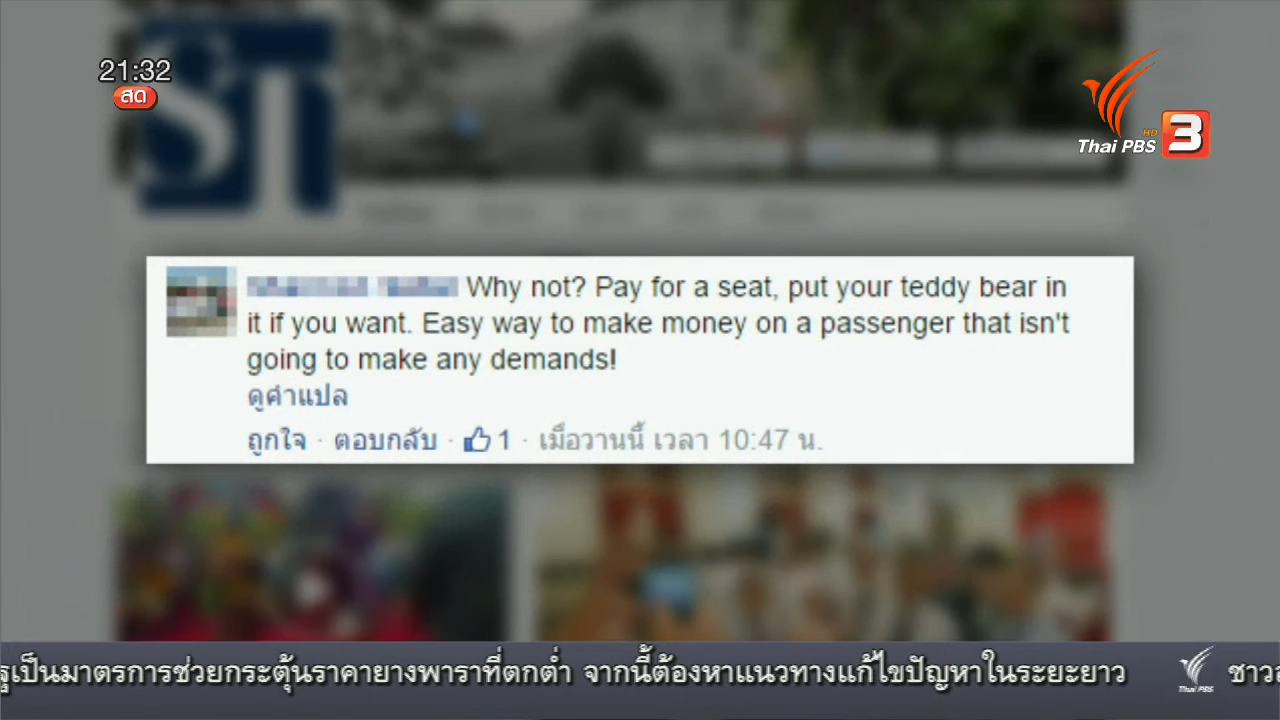 21:32
สด
ST
HD
Thai PBS 3
Why not? Pay for a seat, put your teddy bear in
it if you want. Easy way to make money on a passenger that isn't
going to make any demands!
ดูคำแปล
ถูกใจ · ตอบกลับ · 1 · เมื่อวานนี้ เวลา 10:47 น.
ฐเป็นมาตรการช่วยกระตุ้นราคายางพาราที่ตกต่ำ จากนี้ต้องหาแนวทางแก้ไขปัญหาในระยะยาว Thai PBS